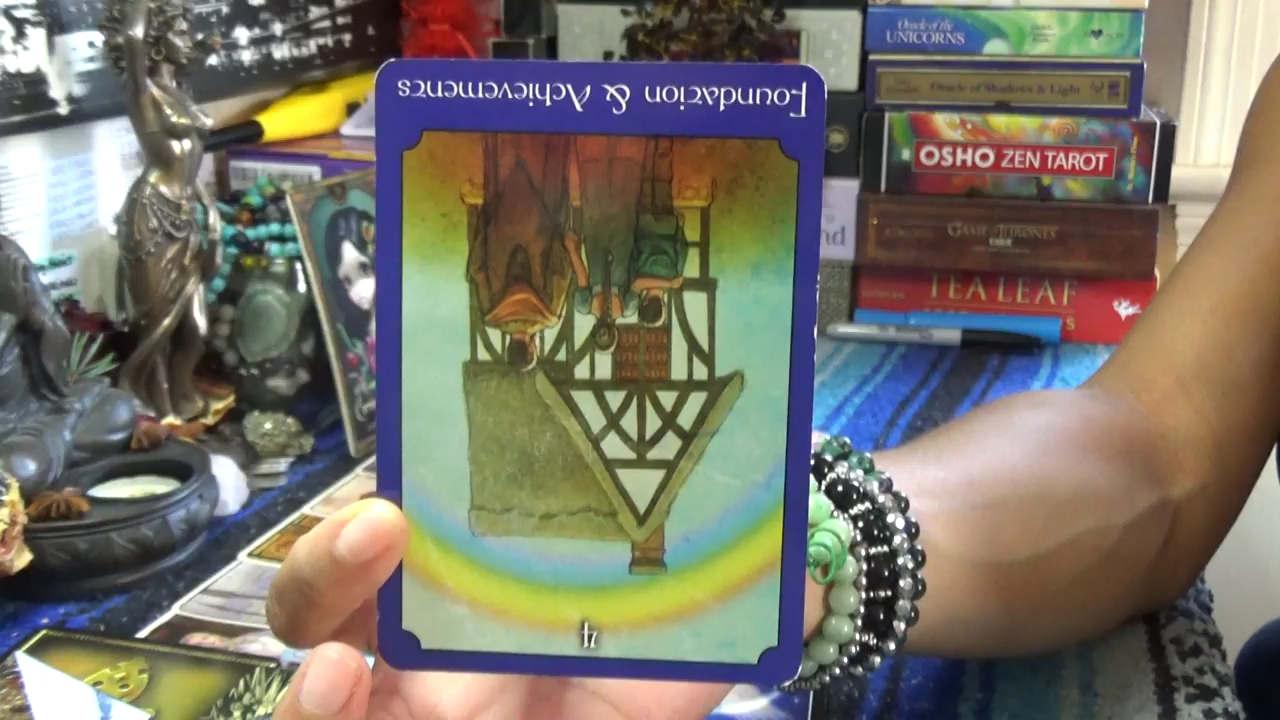 Foundation & Achievements
4
Oracle of the
UNICORNS
Oracle of Shadows & Light
OSHO ZEN TAROT
GAME OF THRONES
TEA LEAF